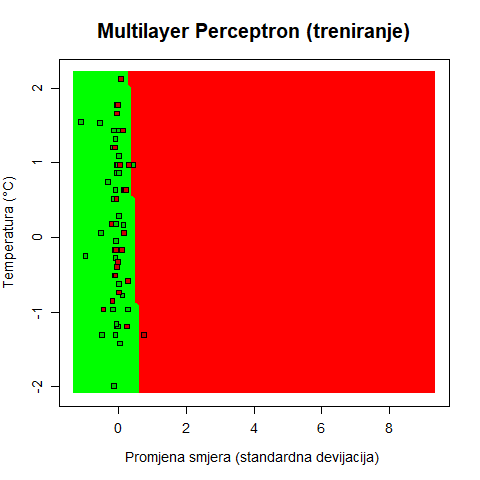 Multilayer Perceptron (treniranje)
Temperatura (°C)
2
1
0
-1
-2
0 2 4 6 8
Promjena smjera (standardna devijacija)